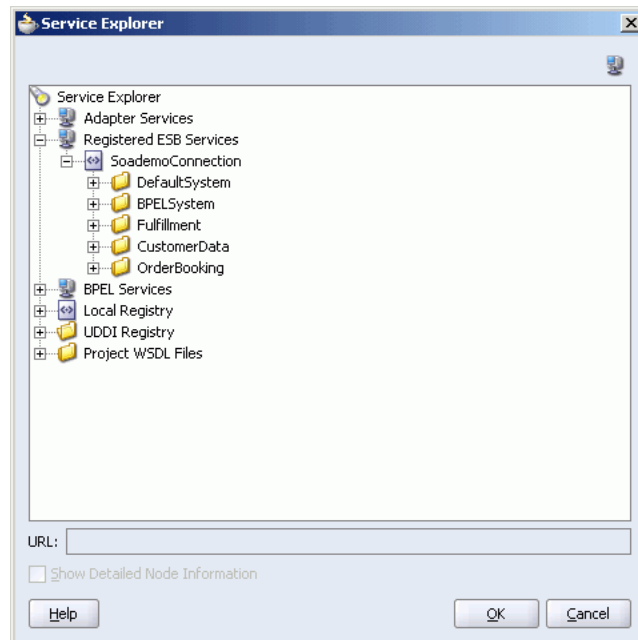 Service Explorer
Service Explorer
Adapter Services
Registered ESB Services
SoademoConnection
DefaultSystem
BPELSystem
Fulfillment
CustomerData
OrderBooking
BPEL Services
Local Registry
UDDI Registry
Project WSDL Files
URL:
Show Detailed Node Information
Help OK Cancel